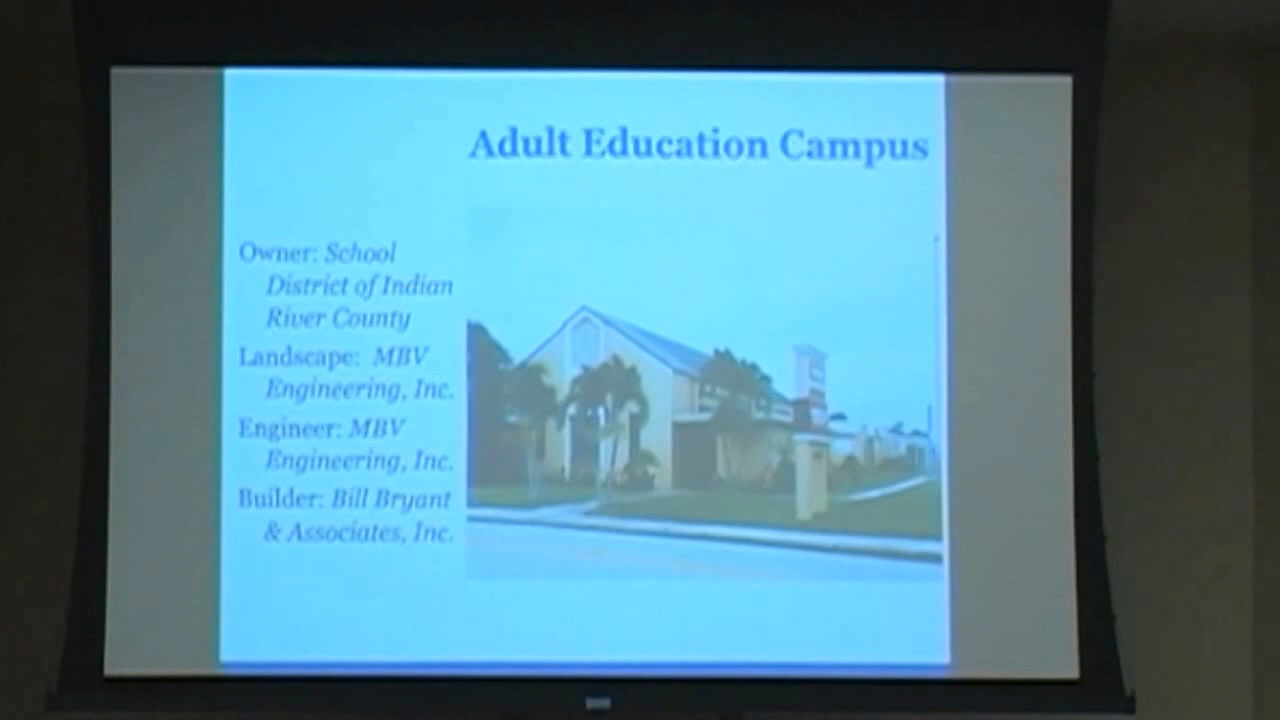 Adult Education Campus
Owner: School
District of Indian
River County
Landscape: MBV
Engineering, Inc.
Engineer: MBV
Engineering, Inc.
Builder: Bill Bryant
& Associates, Inc.